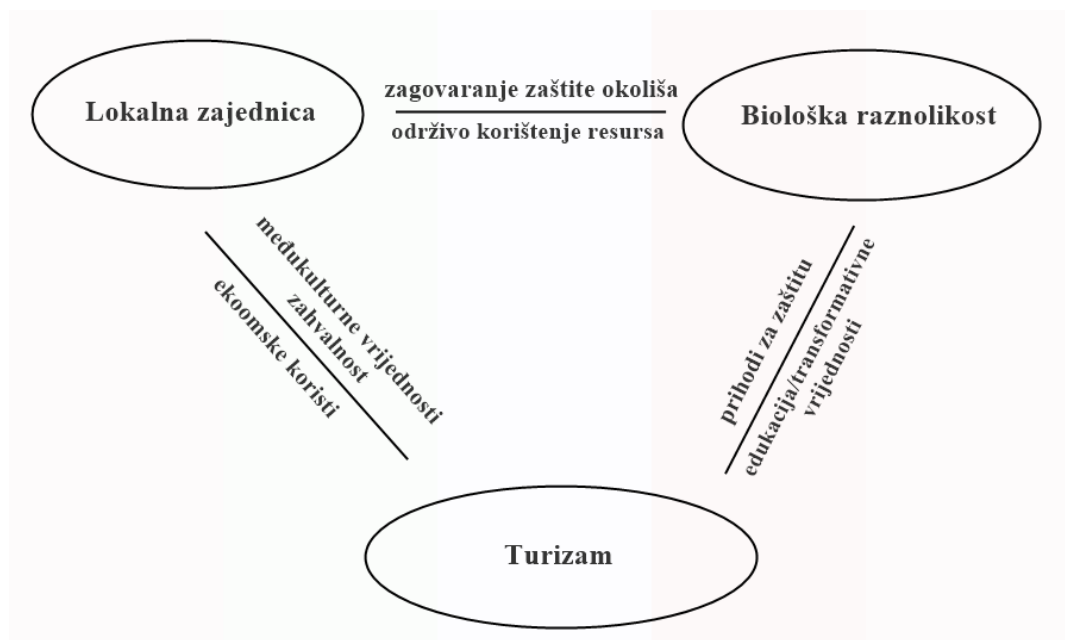 Lokalna zajednica
zagovaranje zaštite okoliša
održivo korištenje resursa
Biološka raznolikost
međukulturne vrijednosti
zahvalnost
ekoomske koristi
prihodi za zaštitu
edukacija/transformativne
vrijednosti
Turizam